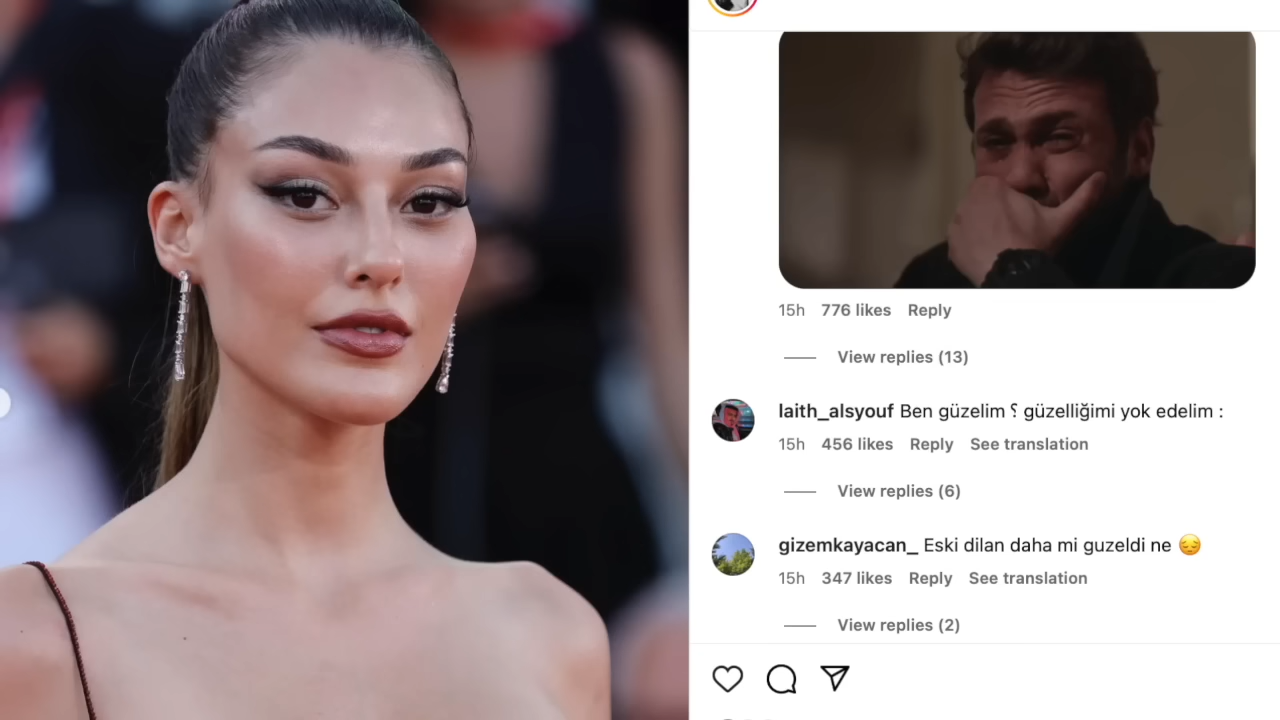 15h 776 likes Reply
View replies (13)
laith_alsyouf Ben güzelim ؟ güzelliğimi yok edelim :
15h 456 likes Reply See translation
View replies (6)
gizemkayacan_ Eski dilan daha mi guzeldi ne 😔
15h 347 likes Reply See translation
View replies (2)